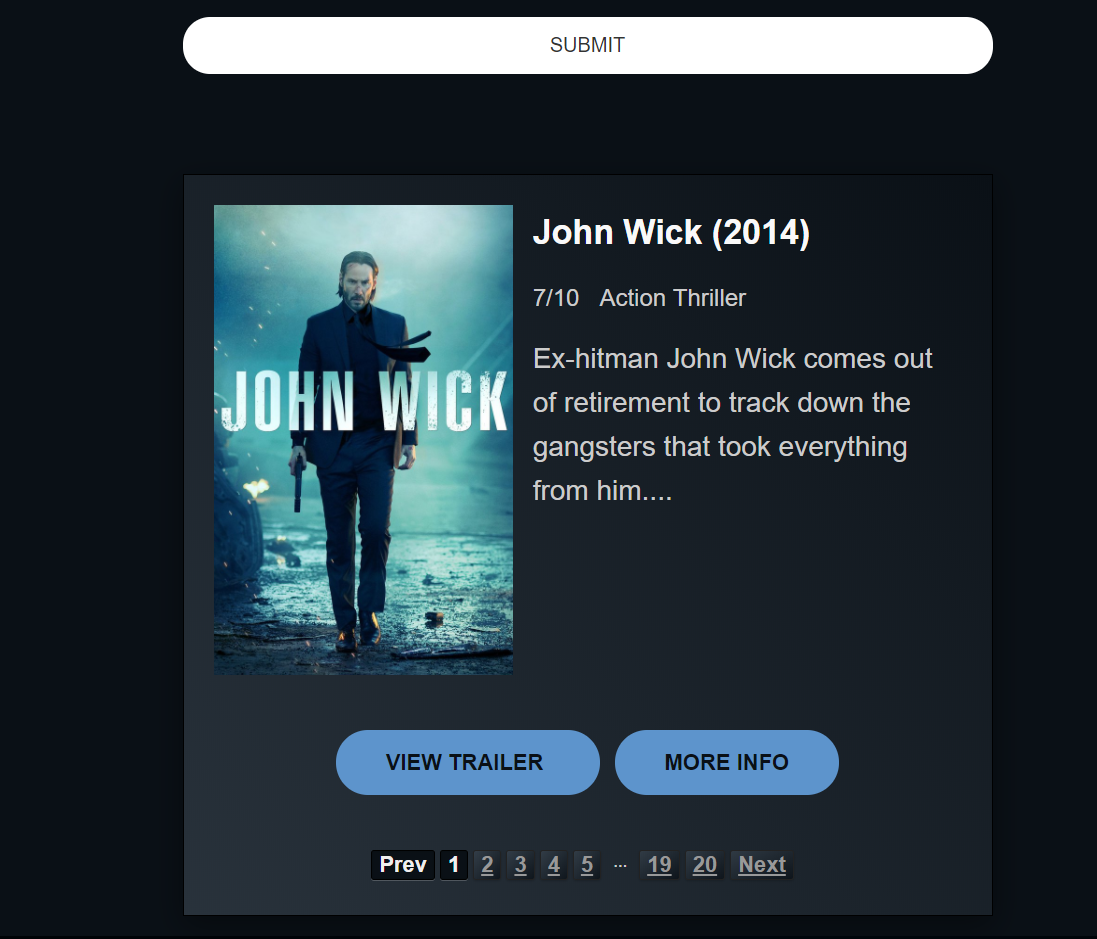 SUBMIT
John Wick (2014)
7/10 Action Thriller
Ex-hitman John Wick comes out
of retirement to track down the
gangsters that took everything
from him....
JOHN WICK
VIEW TRAILER MORE INFO
Prev 1 2 3 4 5 ... 19 20 Next